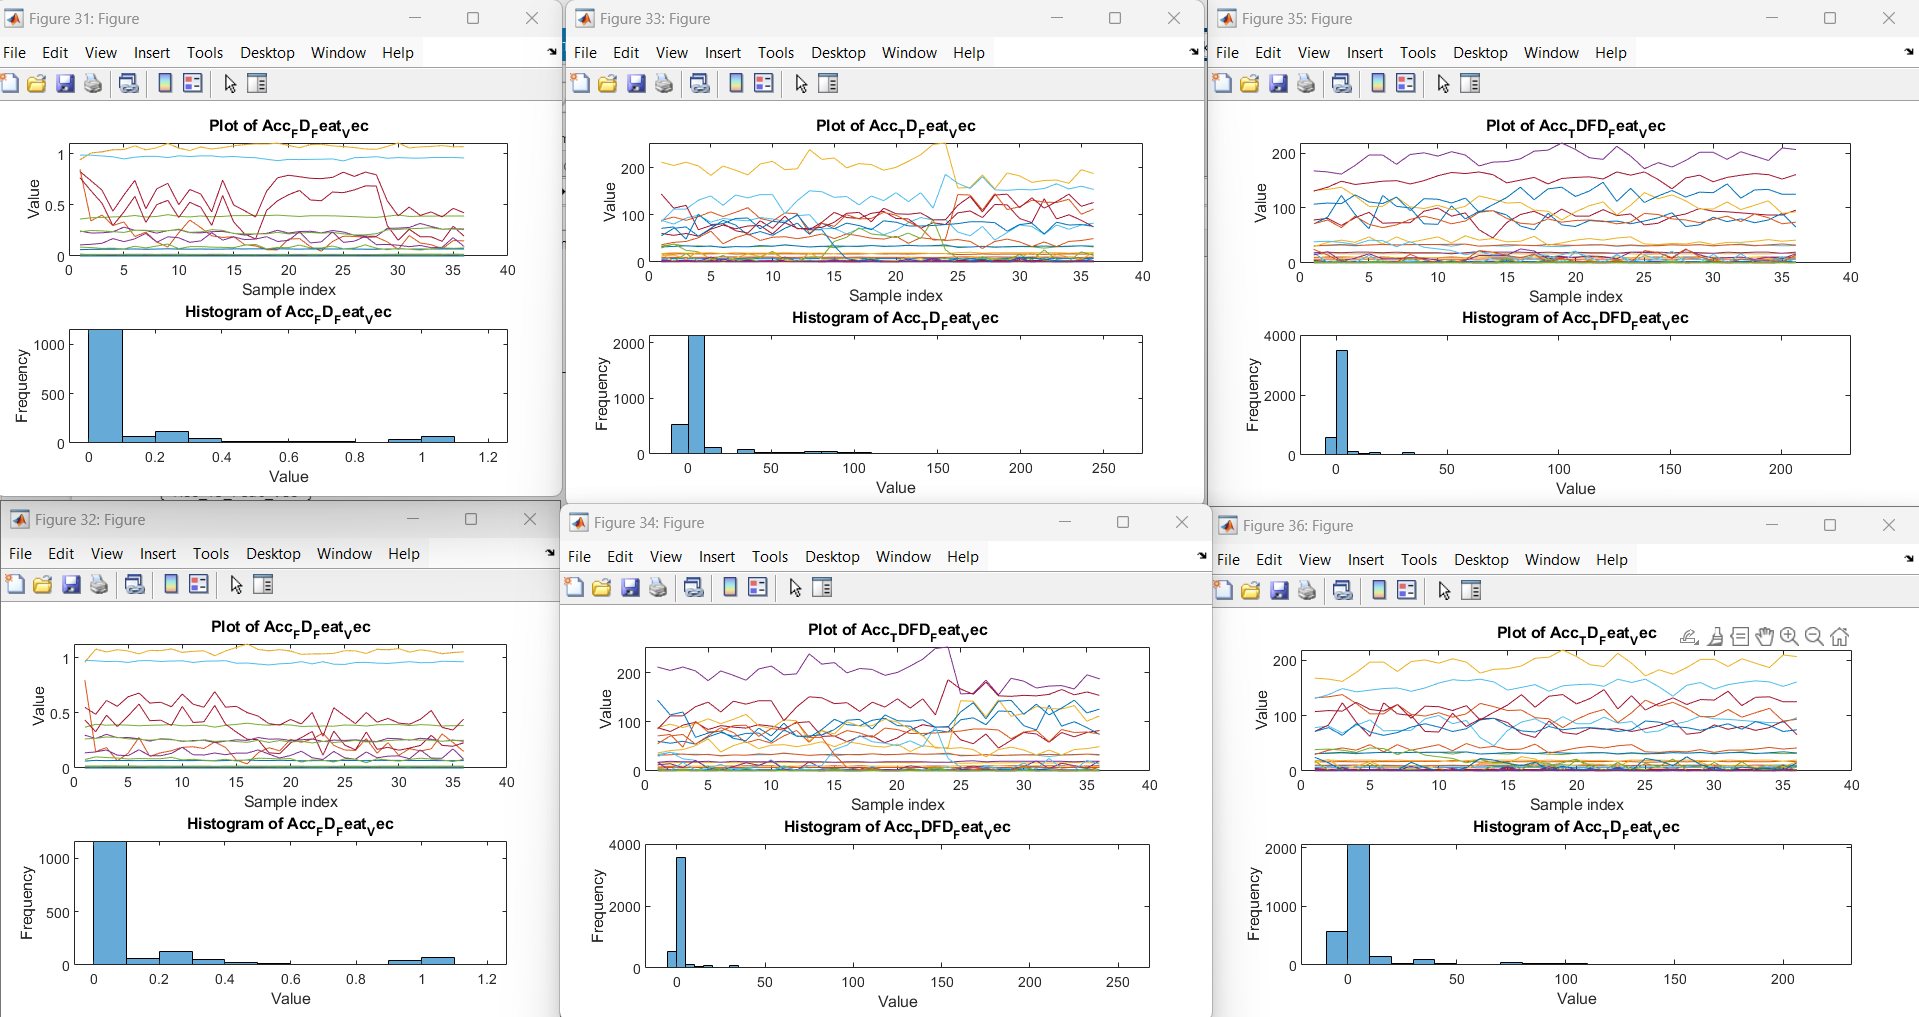 Figure 31: Figure
File Edit View Insert Tools Desktop Window Help
Plot of Acc_FD_Feat_Vec
Value
1
0.5
0
0 5 10 15 20 25 30 35 40
Sample index
Histogram of Acc_FD_Feat_Vec
Frequency
1000
500
0
0 0.2 0.4 0.6 0.8 1 1.2
Value
Figure 33: Figure
File Edit View Insert Tools Desktop Window Help
Plot of Acc_TD_Feat_Vec
Value
200
100
0
0 5 10 15 20 25 30 35 40
Sample index
Histogram of Acc_TD_Feat_Vec
Frequency
2000
1000
0
0 50 100 150 200 250
Value
Figure 35: Figure
File Edit View Insert Tools Desktop Window Help
Plot of Acc_TDFD_Feat_Vec
Value
200
100
0
0 5 10 15 20 25 30 35 40
Sample index
Histogram of Acc_TDFD_Feat_Vec
Frequency
4000
2000
0
0 50 100 150 200
Value
Figure 32: Figure
File Edit View Insert Tools Desktop Window Help
Plot of Acc_FD_Feat_Vec
Value
1
0.5
0
0 5 10 15 20 25 30 35 40
Sample index
Histogram of Acc_FD_Feat_Vec
Frequency
1000
500
0
0 0.2 0.4 0.6 0.8 1 1.2
Value
Figure 34: Figure
File Edit View Insert Tools Desktop Window Help
Plot of Acc_TDFD_Feat_Vec
Value
200
100
0
0 5 10 15 20 25 30 35 40
Sample index
Histogram of Acc_TDFD_Feat_Vec
Frequency
4000
2000
0
0 50 100 150 200 250
Value
Figure 36: Figure
File Edit View Insert Tools Desktop Window Help
Plot of Acc_TD_Feat_Vec
Value
200
100
0
0 5 10 15 20 25 30 35 40
Sample index
Histogram of Acc_TD_Feat_Vec
Frequency
2000
1000
0
0 50 100 150 200
Value